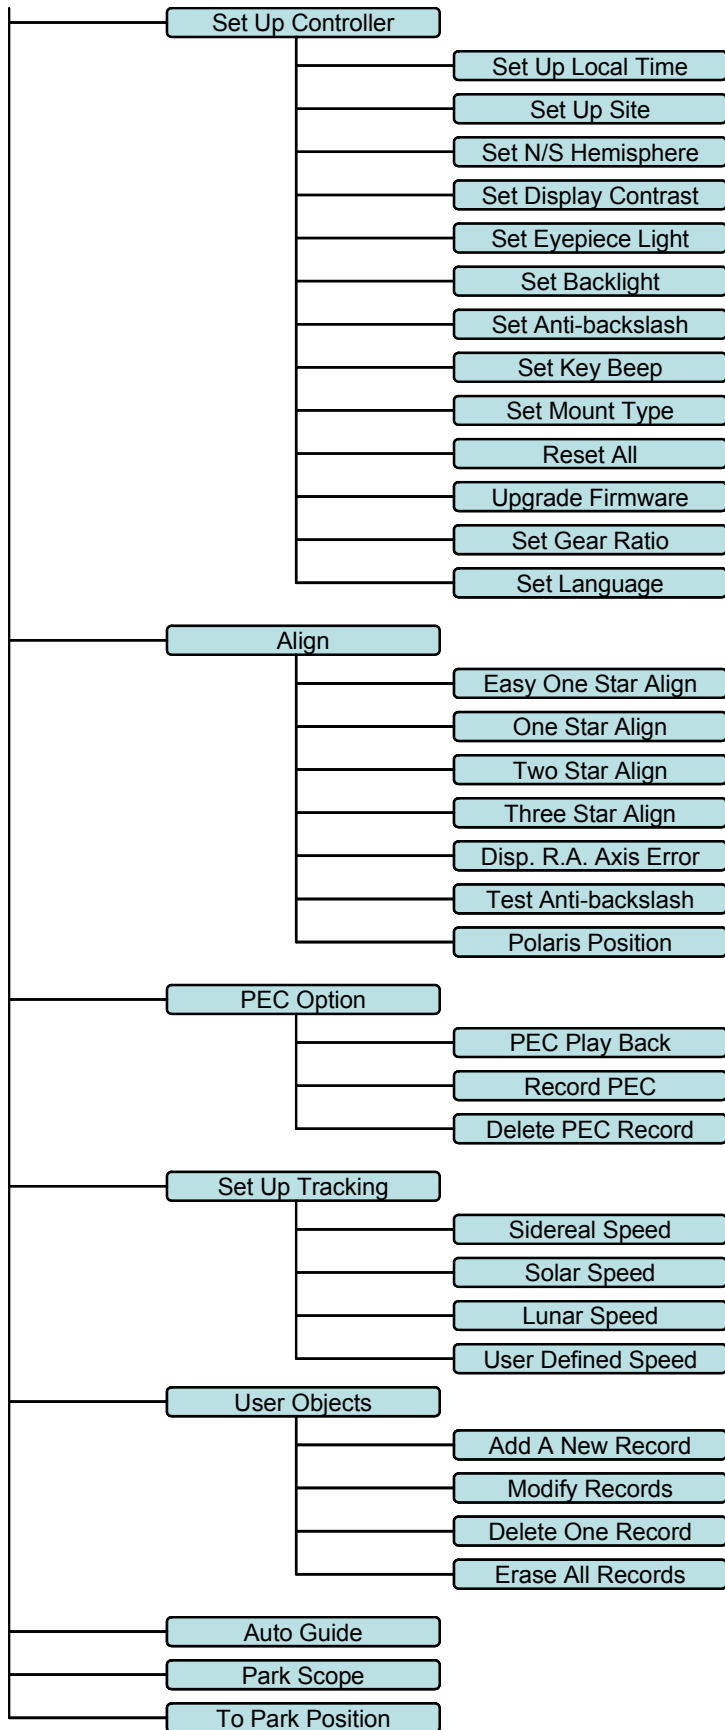 Set Up Controller
Set Up Local Time
Set Up Site
Set N/S Hemisphere
Set Display Contrast
Set Eyepiece Light
Set Backlight
Set Anti-backslash
Set Key Beep
Set Mount Type
Reset All
Upgrade Firmware
Set Gear Ratio
Set Language
Align
Easy One Star Align
One Star Align
Two Star Align
Three Star Align
Disp. R.A. Axis Error
Test Anti-backslash
Polaris Position
PEC Option
PEC Play Back
Record PEC
Delete PEC Record
Set Up Tracking
Sidereal Speed
Solar Speed
Lunar Speed
User Defined Speed
User Objects
Add A New Record
Modify Records
Delete One Record
Erase All Records
Auto Guide
Park Scope
To Park Position